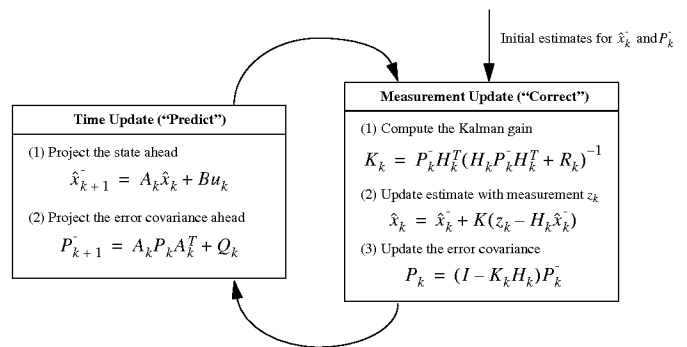 Initial estimates for x̂ₖ⁻ and Pₖ⁻
Time Update (“Predict”)
(1) Project the state ahead
x̂ₖ₊₁⁻ = Aₖx̂ₖ + Buₖ
(2) Project the error covariance ahead
Pₖ₊₁⁻ = AₖPₖAₖᵀ + Qₖ
Measurement Update (“Correct”)
(1) Compute the Kalman gain
Kₖ = Pₖ⁻Hₖᵀ(HₖPₖ⁻Hₖᵀ + Rₖ)⁻¹
(2) Update estimate with measurement zₖ
x̂ₖ = x̂ₖ⁻ + K(zₖ – Hₖx̂ₖ⁻)
(3) Update the error covariance
Pₖ = (I – KₖHₖ)Pₖ⁻